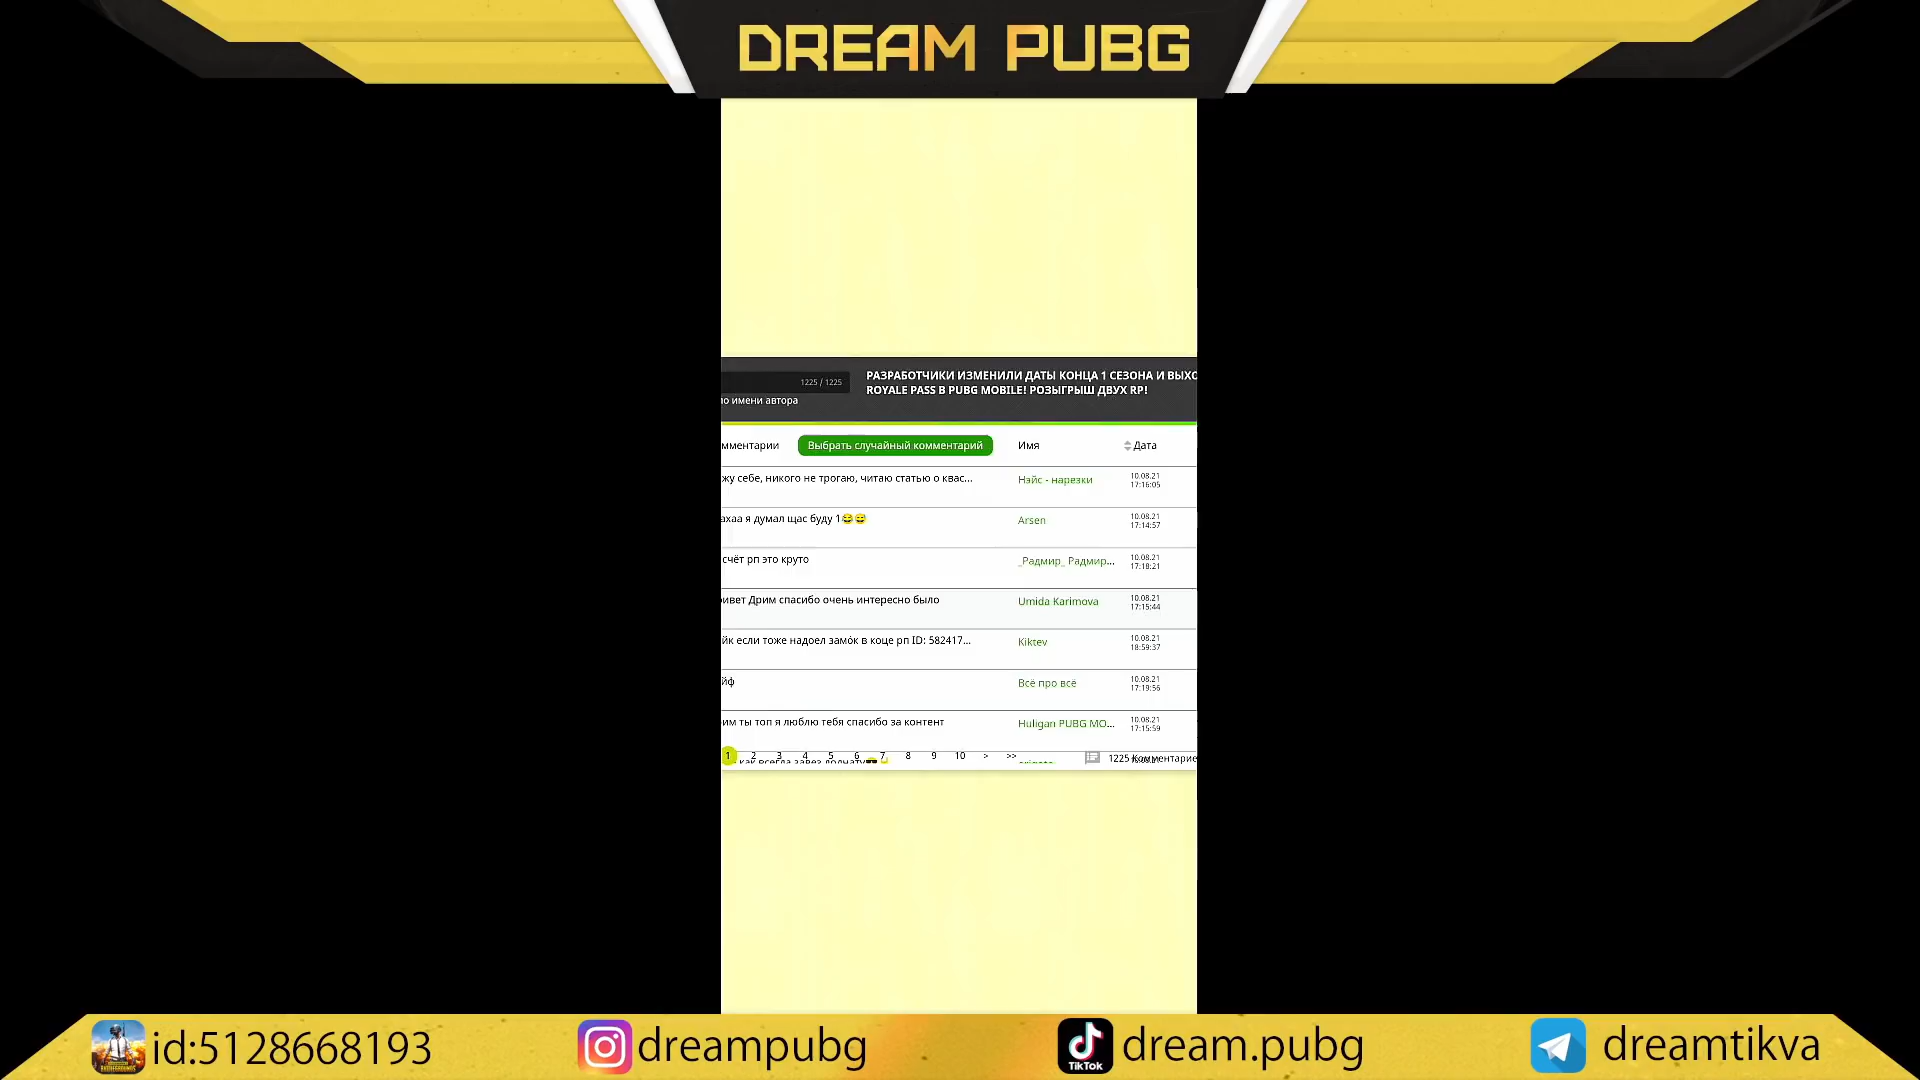 DREAM PUBG
1225 / 1225
по имени автора
РАЗРАБОТЧИКИ ИЗМЕНИЛИ ДАТЫ КОНЦА 1 СЕЗОНА И ВЫХО
ROYALE PASS В PUBG MOBILE! РОЗЫГРЫШ ДВУХ RP!
мментарии
Выбрать случайный комментарий
Имя
Дата
жу себе, никого не трогаю, читаю статью о квас...
Нэйс - нарезки
10.08.21
17:16:05
ахаа я думал щас буду 1😂😅
Arsen
10.08.21
17:14:57
счёт рп это круто
_Радмир_ Радмир...
10.08.21
17:18:21
ивет Дрим спасибо очень интересно было
Umida Karimova
10.08.21
17:15:44
йк если тоже надоел замóк в коце рп ID: 582417...
Kiktev
10.08.21
18:59:37
йф
Всё про всё
10.08.21
17:19:56
им ты топ я люблю тебя спасибо за контент
Huligan PUBG MO...
10.08.21
17:15:59
1 2 3 4 5 6 7 8 9 10 > >>
1225 Комментарие
как всегда завез
id:5128668193
dreampubg
TikTok
dream.pubg
dreamtikva